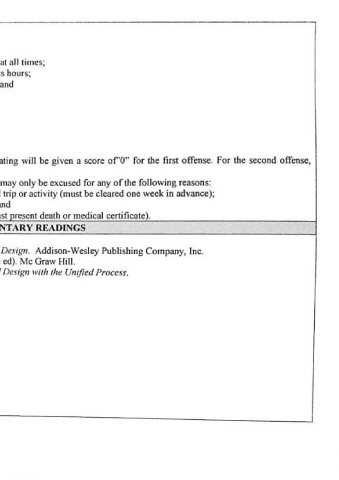 at all times;
s hours;
and
ating will be given a score of"0" for the first offense. For the second offense,
may only be excused for any of the following reasons:
l trip or activity (must be cleared one week in advance);
and
ust present death or medical certificate).
NTARY READINGS
Design. Addison-Wesley Publishing Company, Inc.
ed). Mc Graw Hill.
Design with the Unified Process.